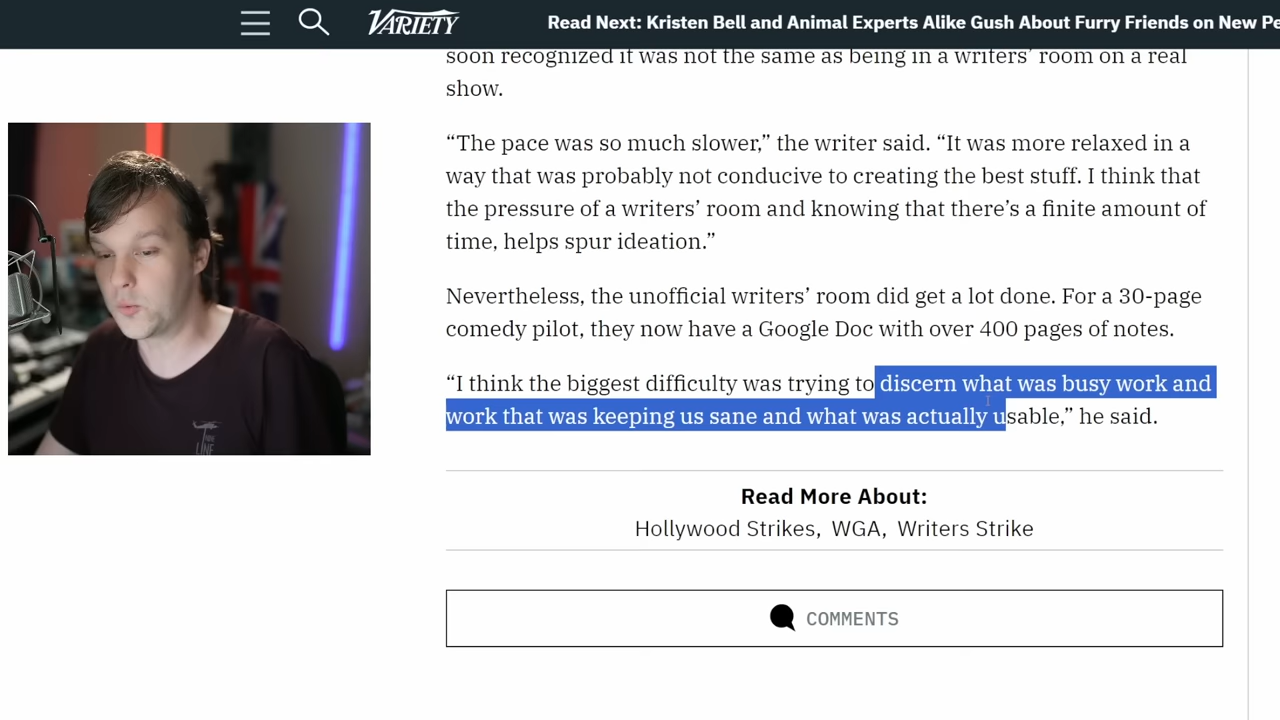 VARIETY
Read Next: Kristen Bell and Animal Experts Alike Gush About Furry Friends on New
soon recognized it was not the same as being in a writers’ room on a real
show.
“The pace was so much slower,” the writer said. “It was more relaxed in a
way that was probably not conducive to creating the best stuff. I think that
the pressure of a writers’ room and knowing that there’s a finite amount of
time, helps spur ideation.”
Nevertheless, the unofficial writers’ room did get a lot done. For a 30-page
comedy pilot, they now have a Google Doc with over 400 pages of notes.
“I think the biggest difficulty was trying to discern what was busy work and
work that was keeping us sane and what was actually usable,” he said.
Read More About:
Hollywood Strikes, WGA, Writers Strike
COMMENTS
LINE